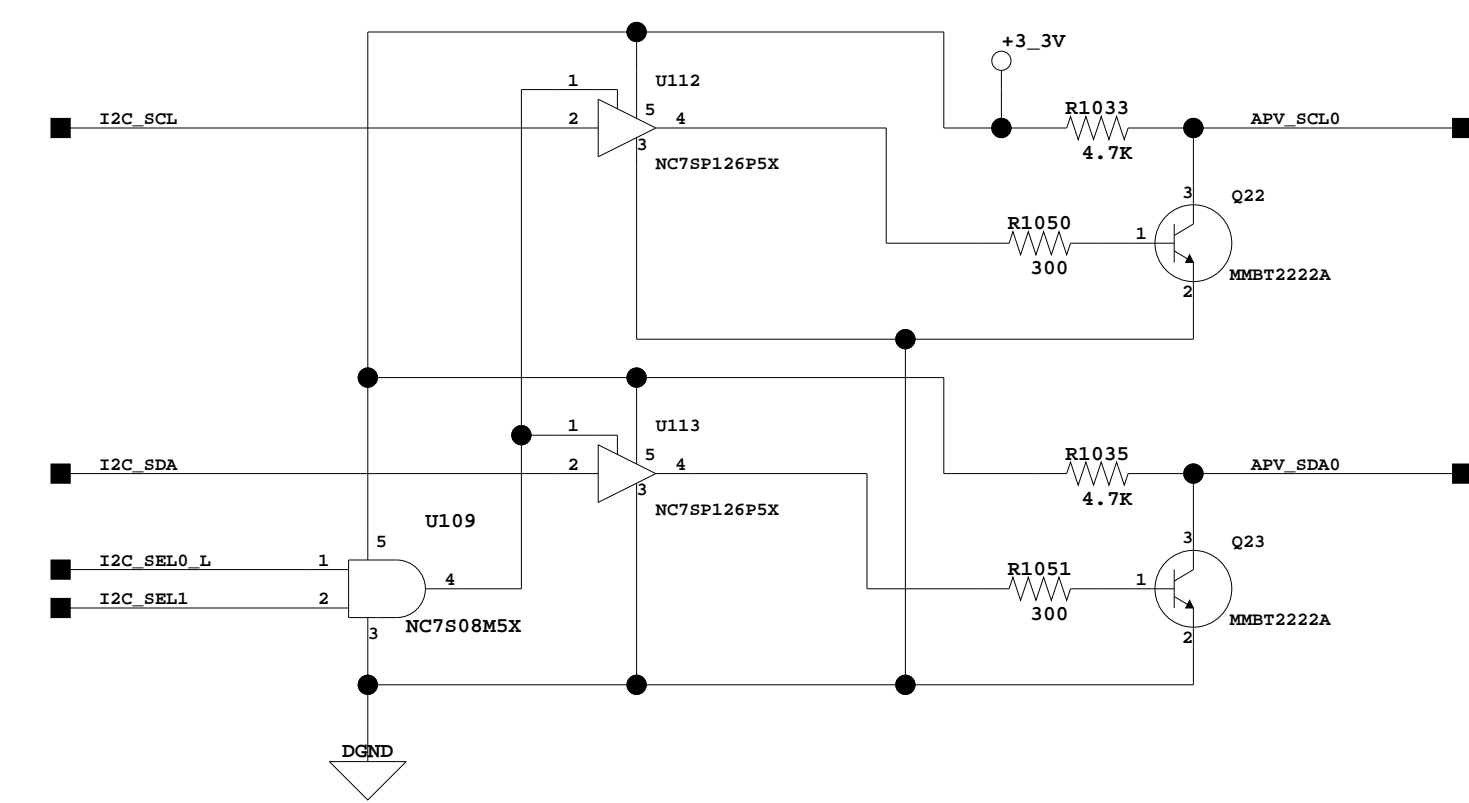 +3_3V
1
U112
5
R1033
I2C_SCL
2
4
APV_SCL0
3
4.7K
NC7SP126P5X
3
Q22
R1050
1
300
MMBT2222A
2
1
U113
5
R1035
I2C_SDA
2
4
APV_SDA0
3
4.7K
NC7SP126P5X
U109
5
3
Q23
I2C_SEL0_L
1
R1051
1
4
I2C_SEL1
2
300
MMBT2222A
NC7S08M5X
3
2
DGND